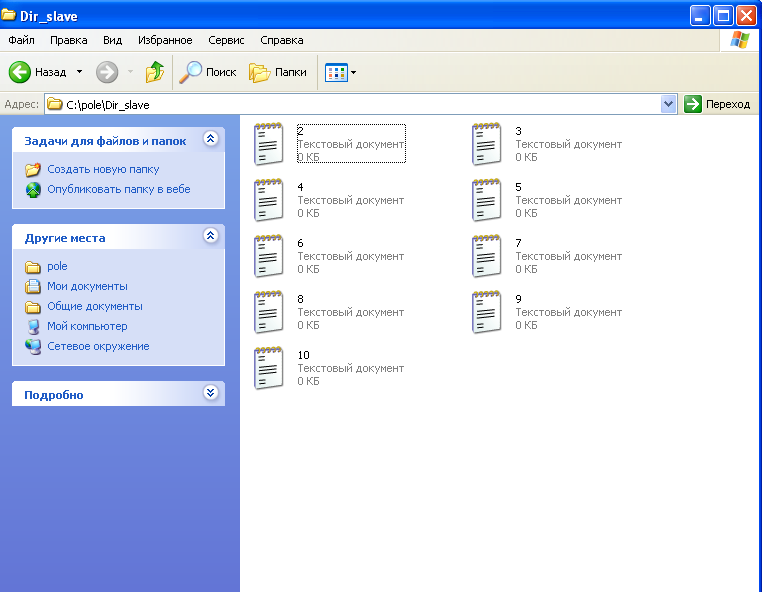 Dir_slave
Файл Правка Вид Избранное Сервис Справка
Назад Поиск Папки
Адрес: C:\pole\Dir_slave Переход
Задачи для файлов и папок
Создать новую папку
Опубликовать папку в вебе
Другие места
pole
Мои документы
Общие документы
Мой компьютер
Сетевое окружение
Подробно
2
Текстовый документ
0 КБ
3
Текстовый документ
0 КБ
4
Текстовый документ
0 КБ
5
Текстовый документ
0 КБ
6
Текстовый документ
0 КБ
7
Текстовый документ
0 КБ
8
Текстовый документ
0 КБ
9
Текстовый документ
0 КБ
10
Текстовый документ
0 КБ